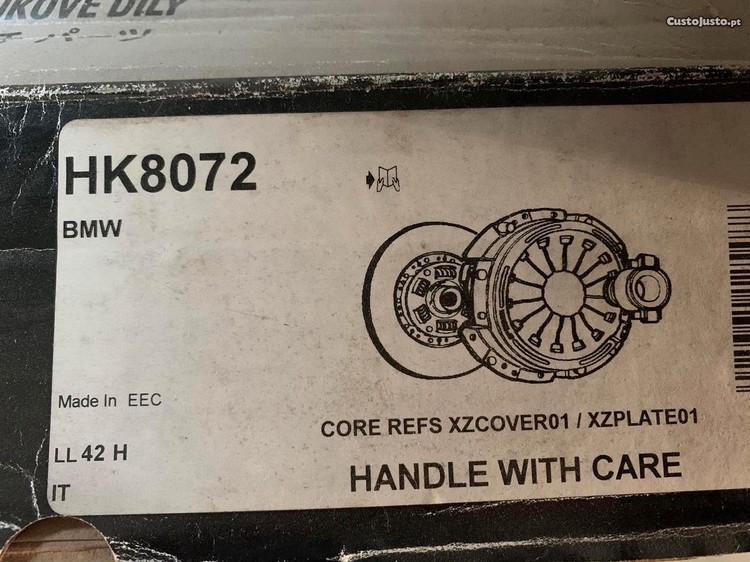 CustoJusto.pt
DÍLY
HK8072
BMW
Made In EEC
CORE REFS XZCOVER01 / XZPLATE01
LL 42 H
HANDLE WITH CARE
IT